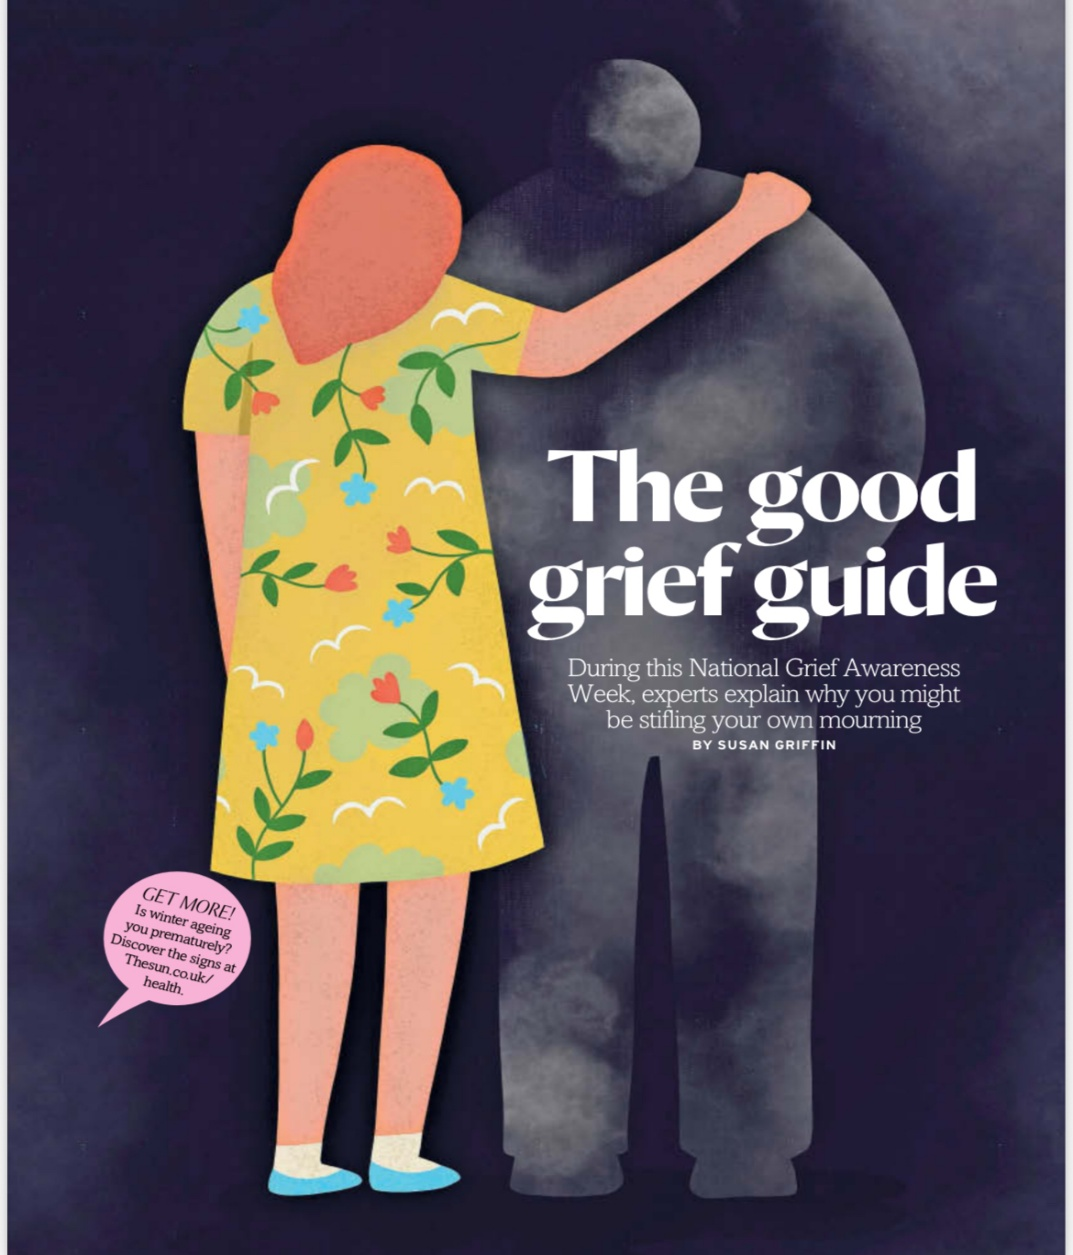 The good
grief guide
During this National Grief Awareness
Week, experts explain why you might
be stifling your own mourning
BY SUSAN GRIFFIN
GET MORE!
Is winter ageing
you prematurely?
Discover the signs at
Thesun.co.uk/
health.